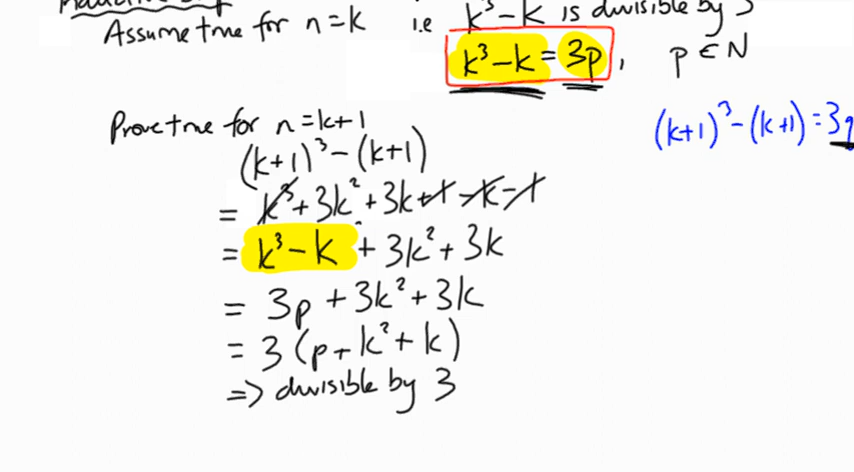 Assume true for n=k i.e k³-k is divisible by 3
k³-k = 3p, p∈N
Prove true for n=k+1
(k+1)³-(k+1) = 3q
(k+1)³-(k+1)
= k³+3k²+3k+1-k-1
= k³-k+3k²+3k
= 3p+3k²+3k
= 3(p+k²+k)
=> divisible by 3